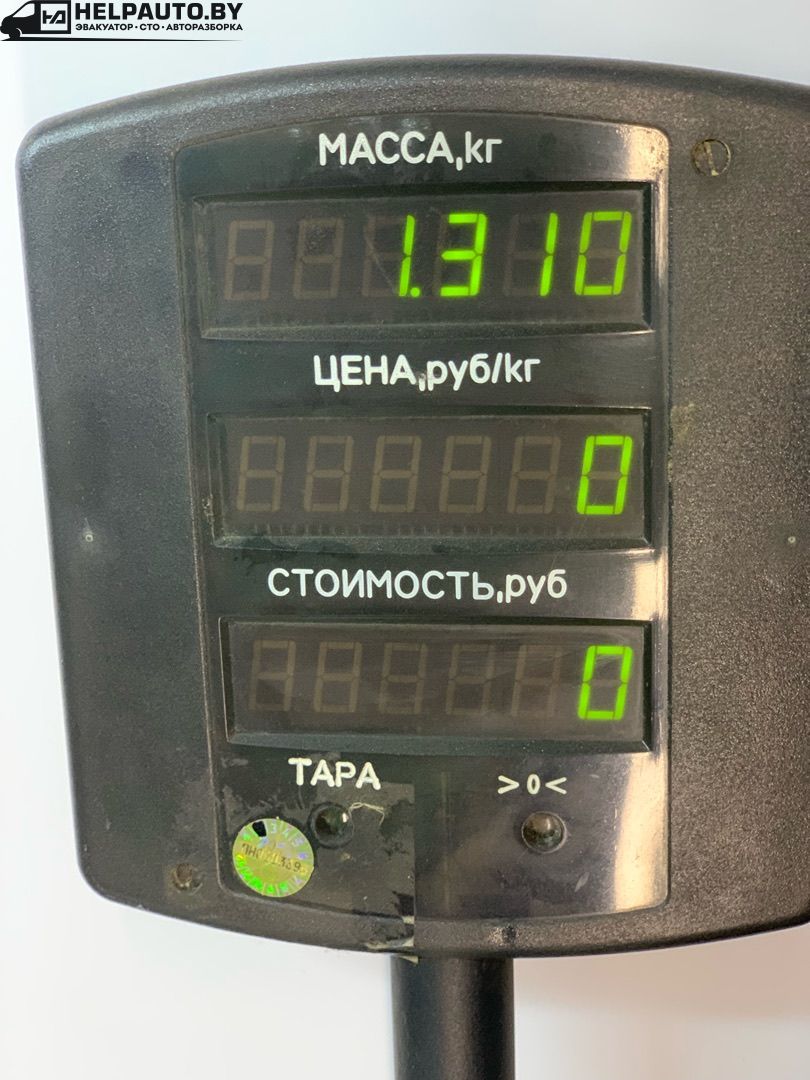 HELPAUTO.BY
ЭВАКУАТОР • СТО • АВТОРАЗБОРКА
МАССА,кг
1.310
ЦЕНА,руб/кг
0
СТОИМОСТЬ,руб
0
ТАРА >0<